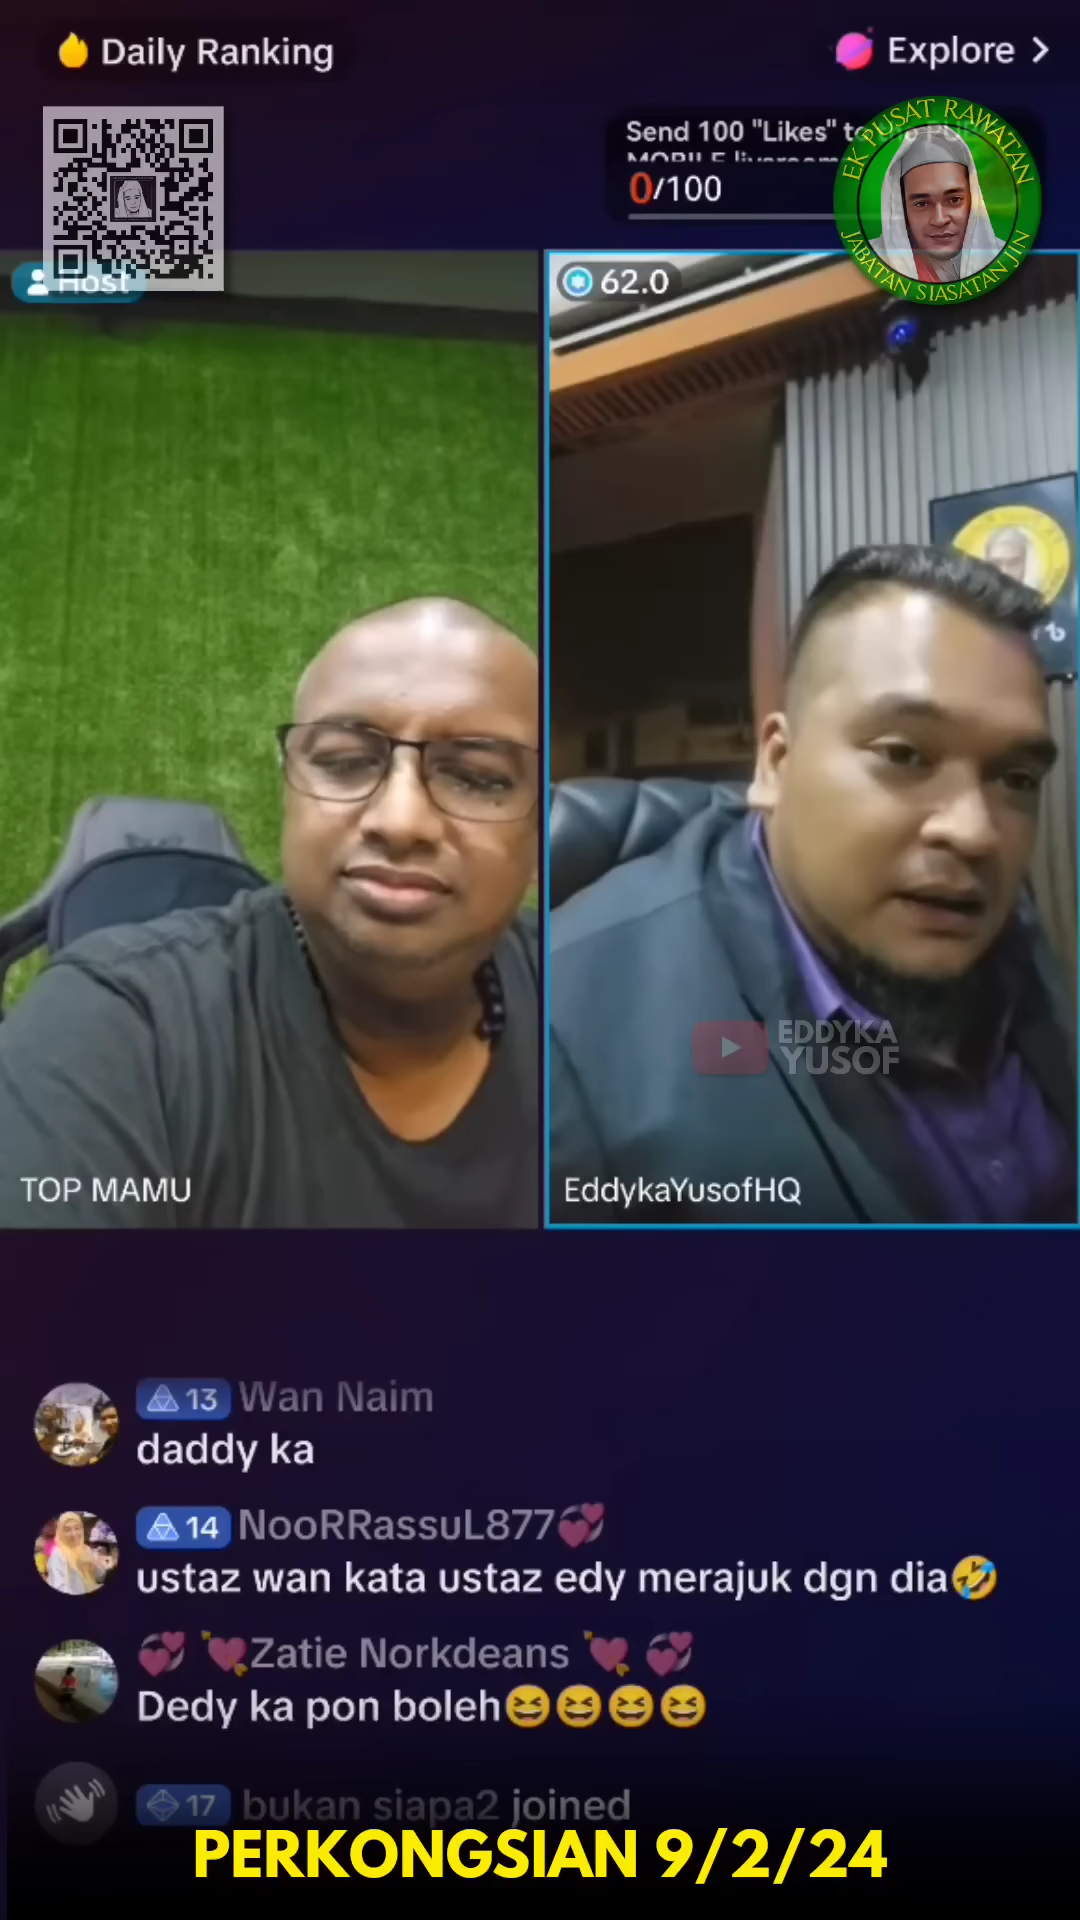 Daily Ranking
Explore >
Send 100 "Likes" to
0/100
EK PUSAT RAWATAN
JABATAN SIASATAN JIN
Host
62.0
EDDYKA
YUSOF
TOP MAMU
EddykaYusofHQ
13 Wan Naim
daddy ka
14 NooRRassuL877💞
ustaz wan kata ustaz edy merajuk dgn dia🤣
💞 💘Zatie Norkdeans 💘 💞
Dedy ka pon boleh😆😆😆😆
17 bukan siapa2 joined
PERKONGSIAN 9/2/24